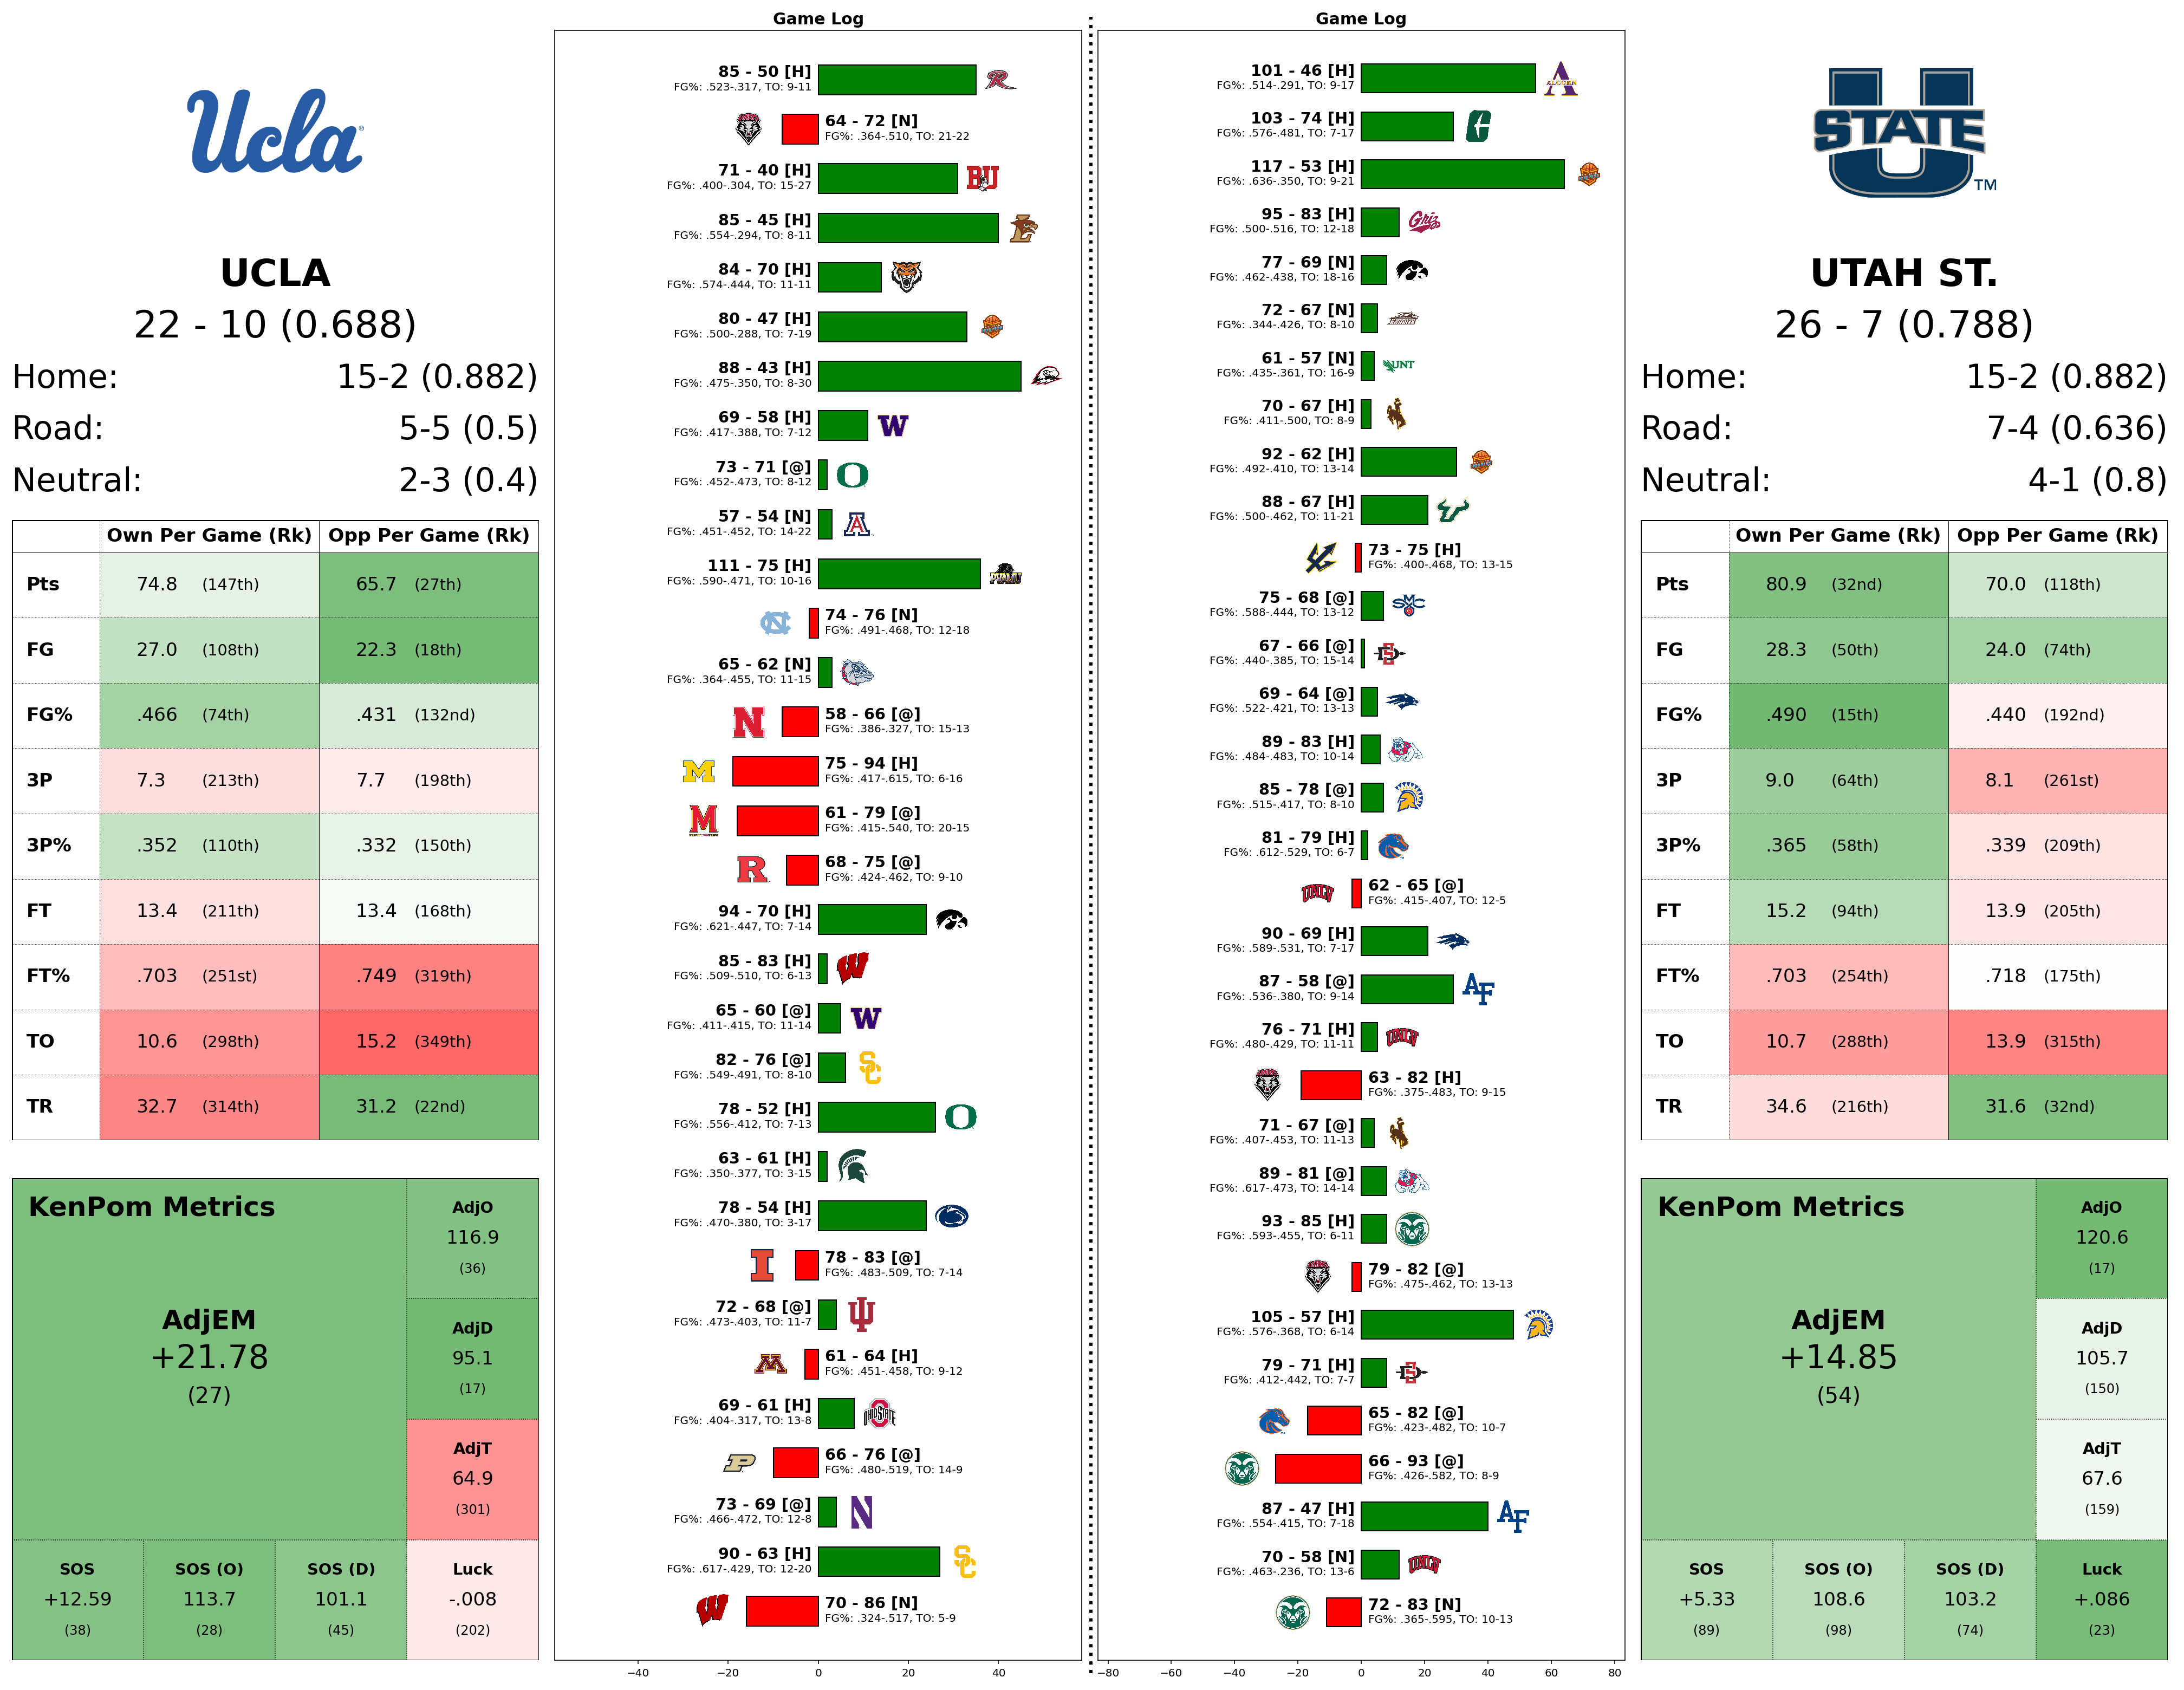 Ucla
UCLA
22 - 10 (0.688)
Home: 15-2 (0.882)
Road: 5-5 (0.5)
Neutral: 2-3 (0.4)
Own Per Game (Rk) Opp Per Game (Rk)
Pts 74.8 (147th) 65.7 (27th)
FG 27.0 (108th) 22.3 (18th)
FG% .466 (74th) .431 (132nd)
3P 7.3 (213th) 7.7 (198th)
3P% .352 (110th) .332 (150th)
FT 13.4 (211th) 13.4 (168th)
FT% .703 (251st) .749 (319th)
TO 10.6 (298th) 15.2 (349th)
TR 32.7 (314th) 31.2 (22nd)
KenPom Metrics
AdjEM
+21.78
(27)
AdjO
116.9
(36)
AdjD
95.1
(17)
AdjT
64.9
(301)
SOS
+12.59
(38)
SOS (O)
113.7
(28)
SOS (D)
101.1
(45)
Luck
-.008
(202)
Game Log
85 - 50 [H]
FG%: .523-.317, TO: 9-11
64 - 72 [N]
FG%: .364-.510, TO: 21-22
71 - 40 [H]
FG%: .400-.304, TO: 15-27
85 - 45 [H]
FG%: .554-.294, TO: 8-11
84 - 70 [H]
FG%: .574-.444, TO: 11-11
80 - 47 [H]
FG%: .500-.288, TO: 7-19
88 - 43 [H]
FG%: .475-.350, TO: 8-30
69 - 58 [H]
FG%: .417-.388, TO: 7-12
73 - 71 [@]
FG%: .452-.473, TO: 8-12
57 - 54 [N]
FG%: .451-.452, TO: 14-22
111 - 75 [H]
FG%: .590-.471, TO: 10-16
74 - 76 [N]
FG%: .491-.468, TO: 12-18
65 - 62 [N]
FG%: .364-.455, TO: 11-15
58 - 66 [@]
FG%: .386-.327, TO: 15-13
75 - 94 [H]
FG%: .417-.615, TO: 6-16
61 - 79 [@]
FG%: .415-.540, TO: 20-15
68 - 75 [@]
FG%: .424-.462, TO: 9-10
94 - 70 [H]
FG%: .621-.447, TO: 7-14
85 - 83 [H]
FG%: .509-.510, TO: 6-13
65 - 60 [@]
FG%: .411-.415, TO: 11-14
82 - 76 [@]
FG%: .549-.491, TO: 8-10
78 - 52 [H]
FG%: .556-.412, TO: 7-13
63 - 61 [H]
FG%: .350-.377, TO: 3-15
78 - 54 [H]
FG%: .470-.380, TO: 3-17
78 - 83 [@]
FG%: .483-.509, TO: 7-14
72 - 68 [@]
FG%: .473-.403, TO: 11-7
61 - 64 [H]
FG%: .451-.458, TO: 9-12
69 - 61 [H]
FG%: .404-.317, TO: 13-8
66 - 76 [@]
FG%: .480-.519, TO: 14-9
73 - 69 [@]
FG%: .466-.472, TO: 12-8
90 - 63 [H]
FG%: .617-.429, TO: 12-20
70 - 86 [N]
FG%: .324-.517, TO: 5-9
−40 −20 0 20 40
Game Log
101 - 46 [H]
FG%: .514-.291, TO: 9-17
103 - 74 [H]
FG%: .576-.481, TO: 7-17
117 - 53 [H]
FG%: .636-.350, TO: 9-21
95 - 83 [H]
FG%: .500-.516, TO: 12-18
77 - 69 [N]
FG%: .462-.438, TO: 18-16
72 - 67 [N]
FG%: .344-.426, TO: 8-10
61 - 57 [N]
FG%: .435-.361, TO: 16-9
70 - 67 [H]
FG%: .411-.500, TO: 8-9
92 - 62 [H]
FG%: .492-.410, TO: 13-14
88 - 67 [H]
FG%: .500-.462, TO: 11-21
73 - 75 [H]
FG%: .400-.468, TO: 13-15
75 - 68 [@]
FG%: .588-.444, TO: 13-12
67 - 66 [@]
FG%: .440-.385, TO: 15-14
69 - 64 [@]
FG%: .522-.421, TO: 13-13
89 - 83 [H]
FG%: .484-.483, TO: 10-14
85 - 78 [@]
FG%: .515-.417, TO: 8-10
81 - 79 [H]
FG%: .612-.529, TO: 6-7
62 - 65 [@]
FG%: .415-.407, TO: 12-5
90 - 69 [H]
FG%: .589-.531, TO: 7-17
87 - 58 [@]
FG%: .536-.380, TO: 9-14
76 - 71 [H]
FG%: .480-.429, TO: 11-11
63 - 82 [H]
FG%: .375-.483, TO: 9-15
71 - 67 [@]
FG%: .407-.453, TO: 11-13
89 - 81 [@]
FG%: .617-.473, TO: 14-14
93 - 85 [H]
FG%: .593-.455, TO: 6-11
79 - 82 [@]
FG%: .475-.462, TO: 13-13
105 - 57 [H]
FG%: .576-.368, TO: 6-14
79 - 71 [H]
FG%: .412-.442, TO: 7-7
65 - 82 [@]
FG%: .423-.482, TO: 10-7
66 - 93 [@]
FG%: .426-.582, TO: 8-9
87 - 47 [H]
FG%: .554-.415, TO: 7-18
70 - 58 [N]
FG%: .463-.236, TO: 13-6
72 - 83 [N]
FG%: .365-.595, TO: 10-13
−80 −60 −40 −20 0 20 40 60 80
U STATE TM
UTAH ST.
26 - 7 (0.788)
Home: 15-2 (0.882)
Road: 7-4 (0.636)
Neutral: 4-1 (0.8)
Own Per Game (Rk) Opp Per Game (Rk)
Pts 80.9 (32nd) 70.0 (118th)
FG 28.3 (50th) 24.0 (74th)
FG% .490 (15th) .440 (192nd)
3P 9.0 (64th) 8.1 (261st)
3P% .365 (58th) .339 (209th)
FT 15.2 (94th) 13.9 (205th)
FT% .703 (254th) .718 (175th)
TO 10.7 (288th) 13.9 (315th)
TR 34.6 (216th) 31.6 (32nd)
KenPom Metrics
AdjEM
+14.85
(54)
AdjO
120.6
(17)
AdjD
105.7
(150)
AdjT
67.6
(159)
SOS
+5.33
(89)
SOS (O)
108.6
(98)
SOS (D)
103.2
(74)
Luck
+.086
(23)